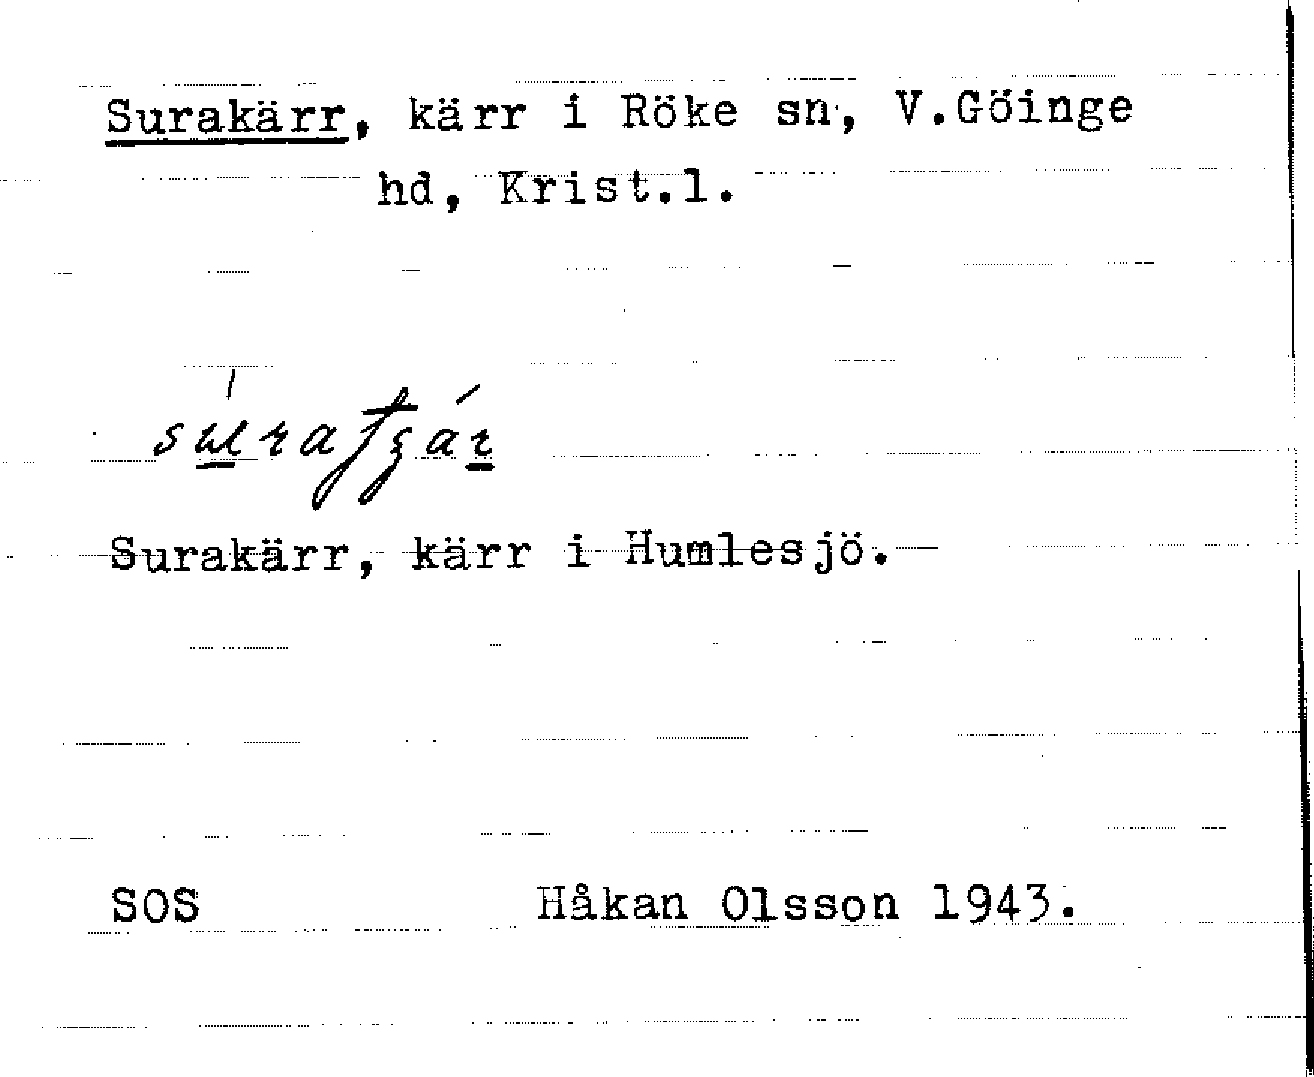 Surakärr, kärr i Röke sn, V.Göinge
hd, Krist.l.
Surakärr, kärr i Humlesjö.
SOS Håkan Olsson 1943.